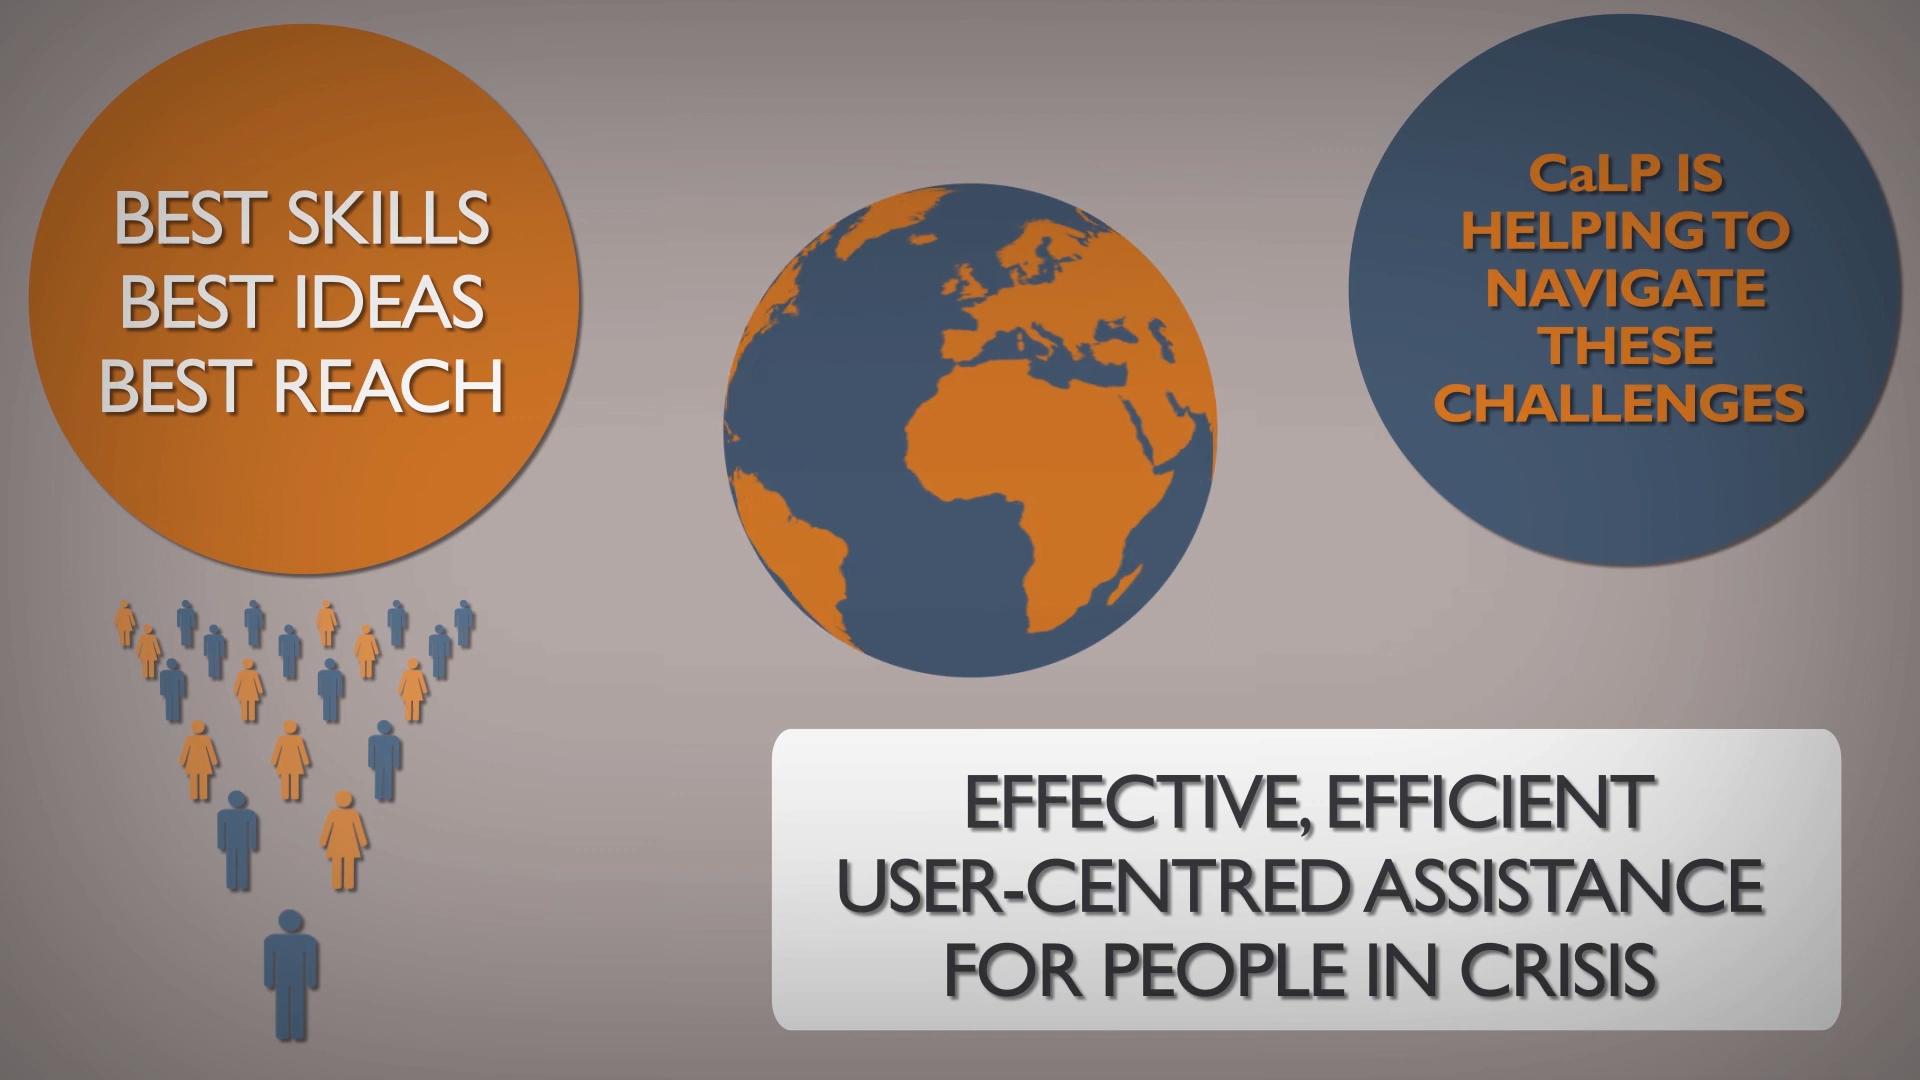 BEST SKILLS
BEST IDEAS
BEST REACH
CaLP IS
HELPING TO
NAVIGATE
THESE
CHALLENGES
EFFECTIVE, EFFICIENT
USER-CENTRED ASSISTANCE
FOR PEOPLE IN CRISIS